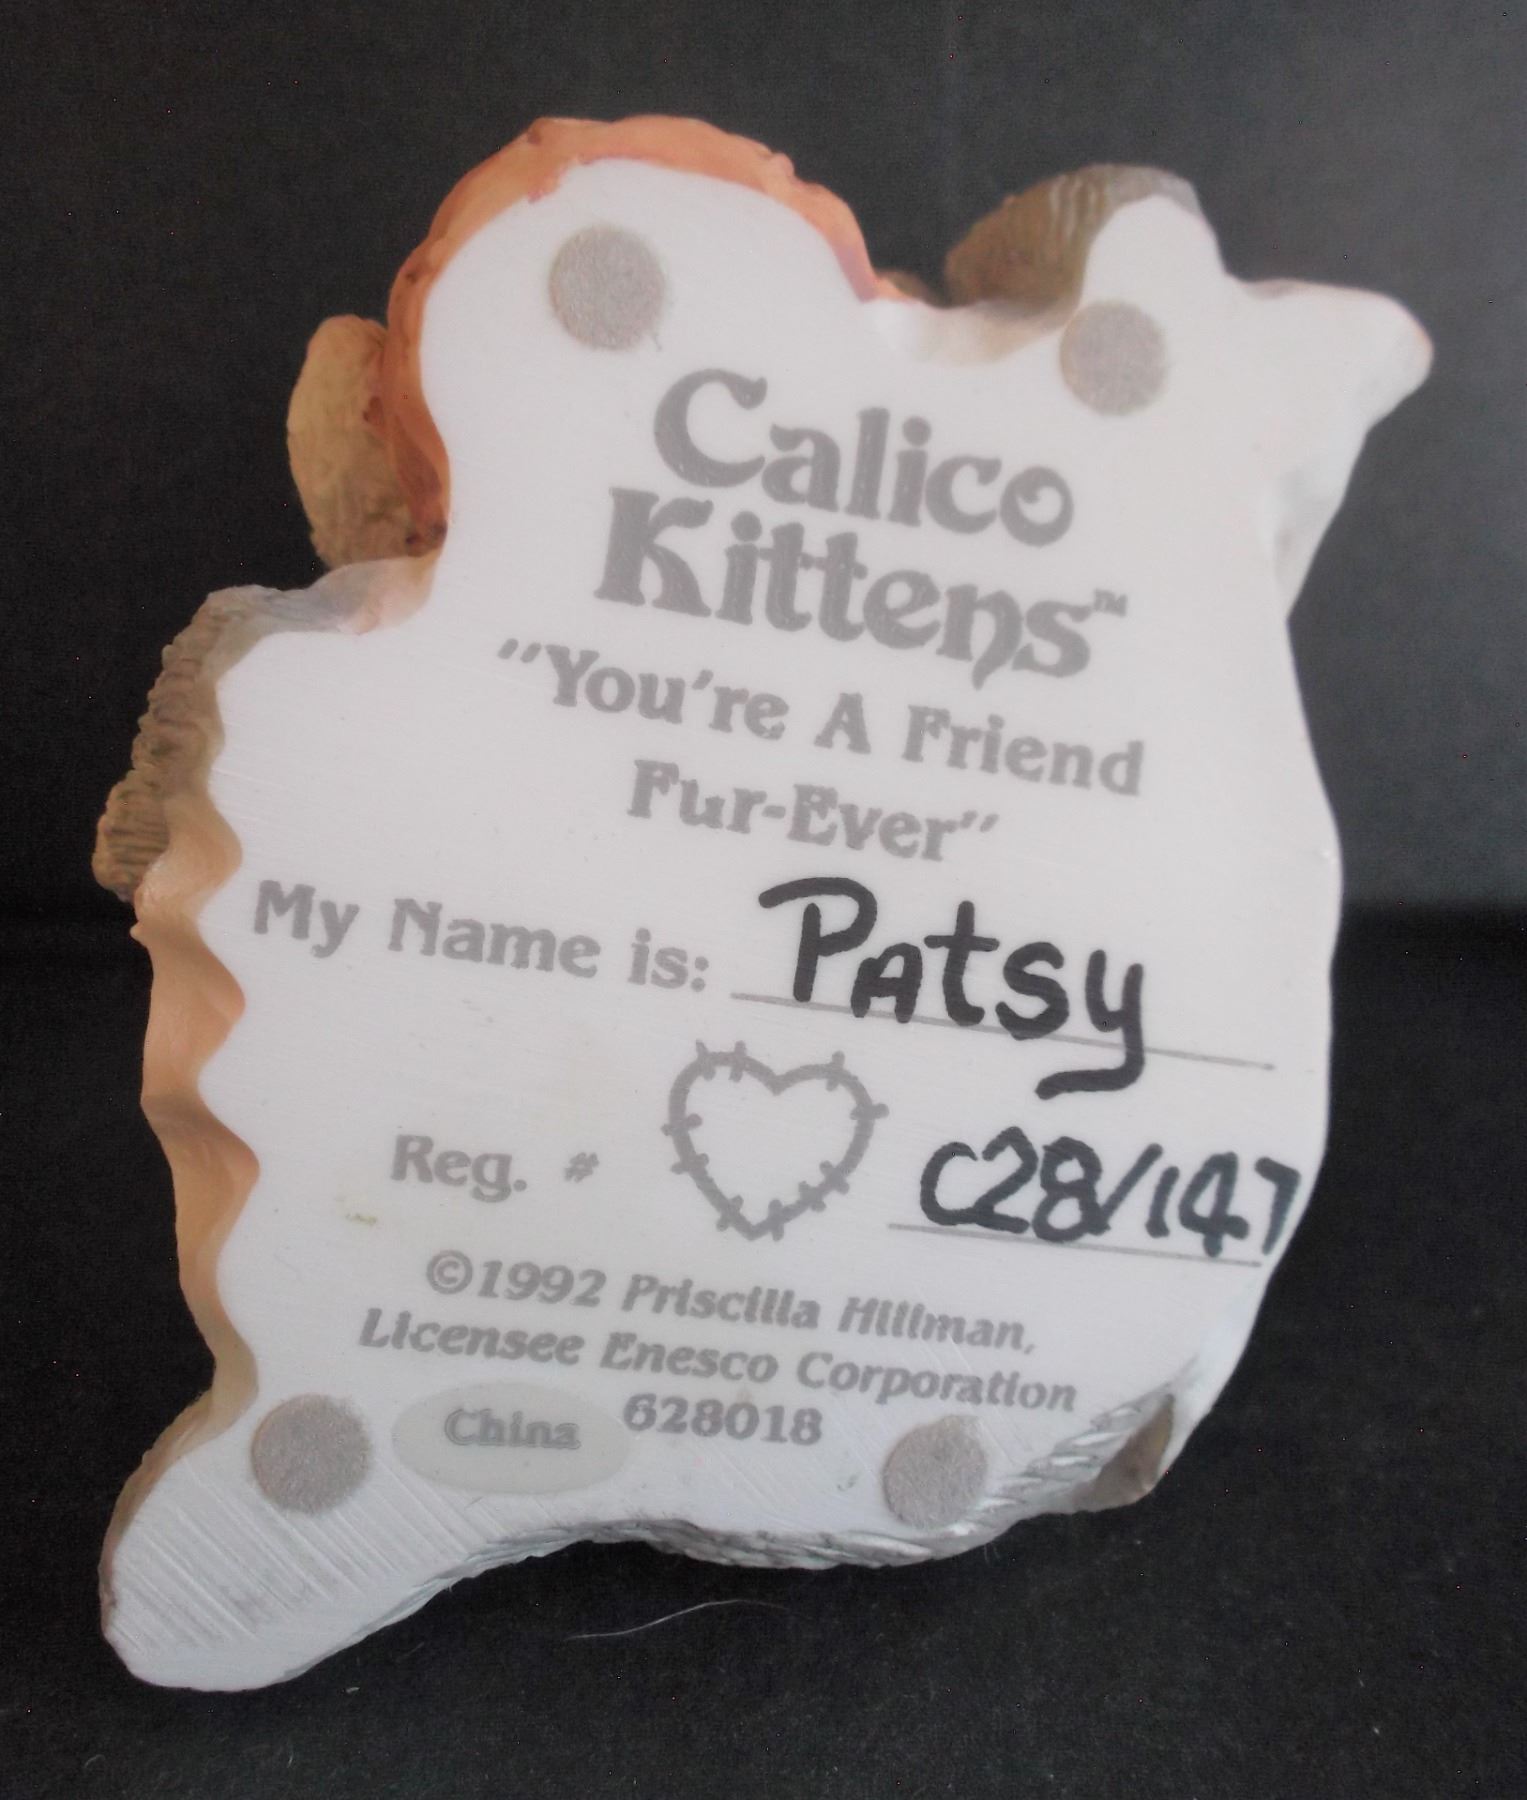 Calico
Kittens™
"You're A Friend
Fur-Ever"
My Name is: Patsy
Reg. # C28/147
©1992 Priscilla Hillman,
Licensee Enesco Corporation
China 628018